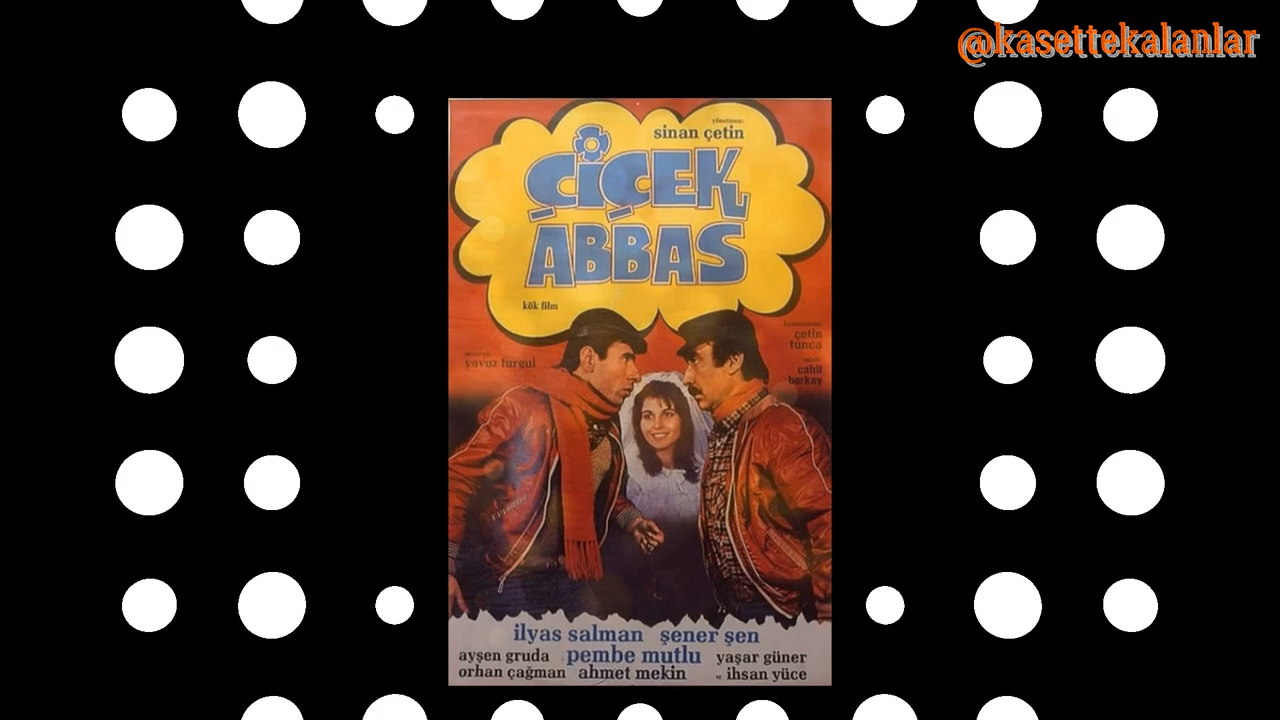 @kasettekalanlar
yönetmen:
sinan çetin
ÇİÇEK
ABBAS
kök film
senaryo:
yavuz turgul
çetin
tunca
müzik:
cahit
berkay
ilyas salman şener şen
ayşen gruda pembe mutlu yaşar güner
orhan çağman ahmet mekin ve ihsan yüce